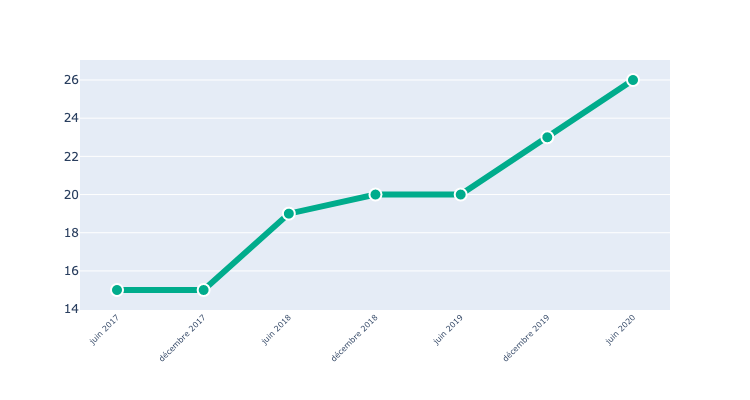 26
24
22
20
18
16
14
juin 2017
décembre 2017
juin 2018
décembre 2018
juin 2019
décembre 2019
juin 2020